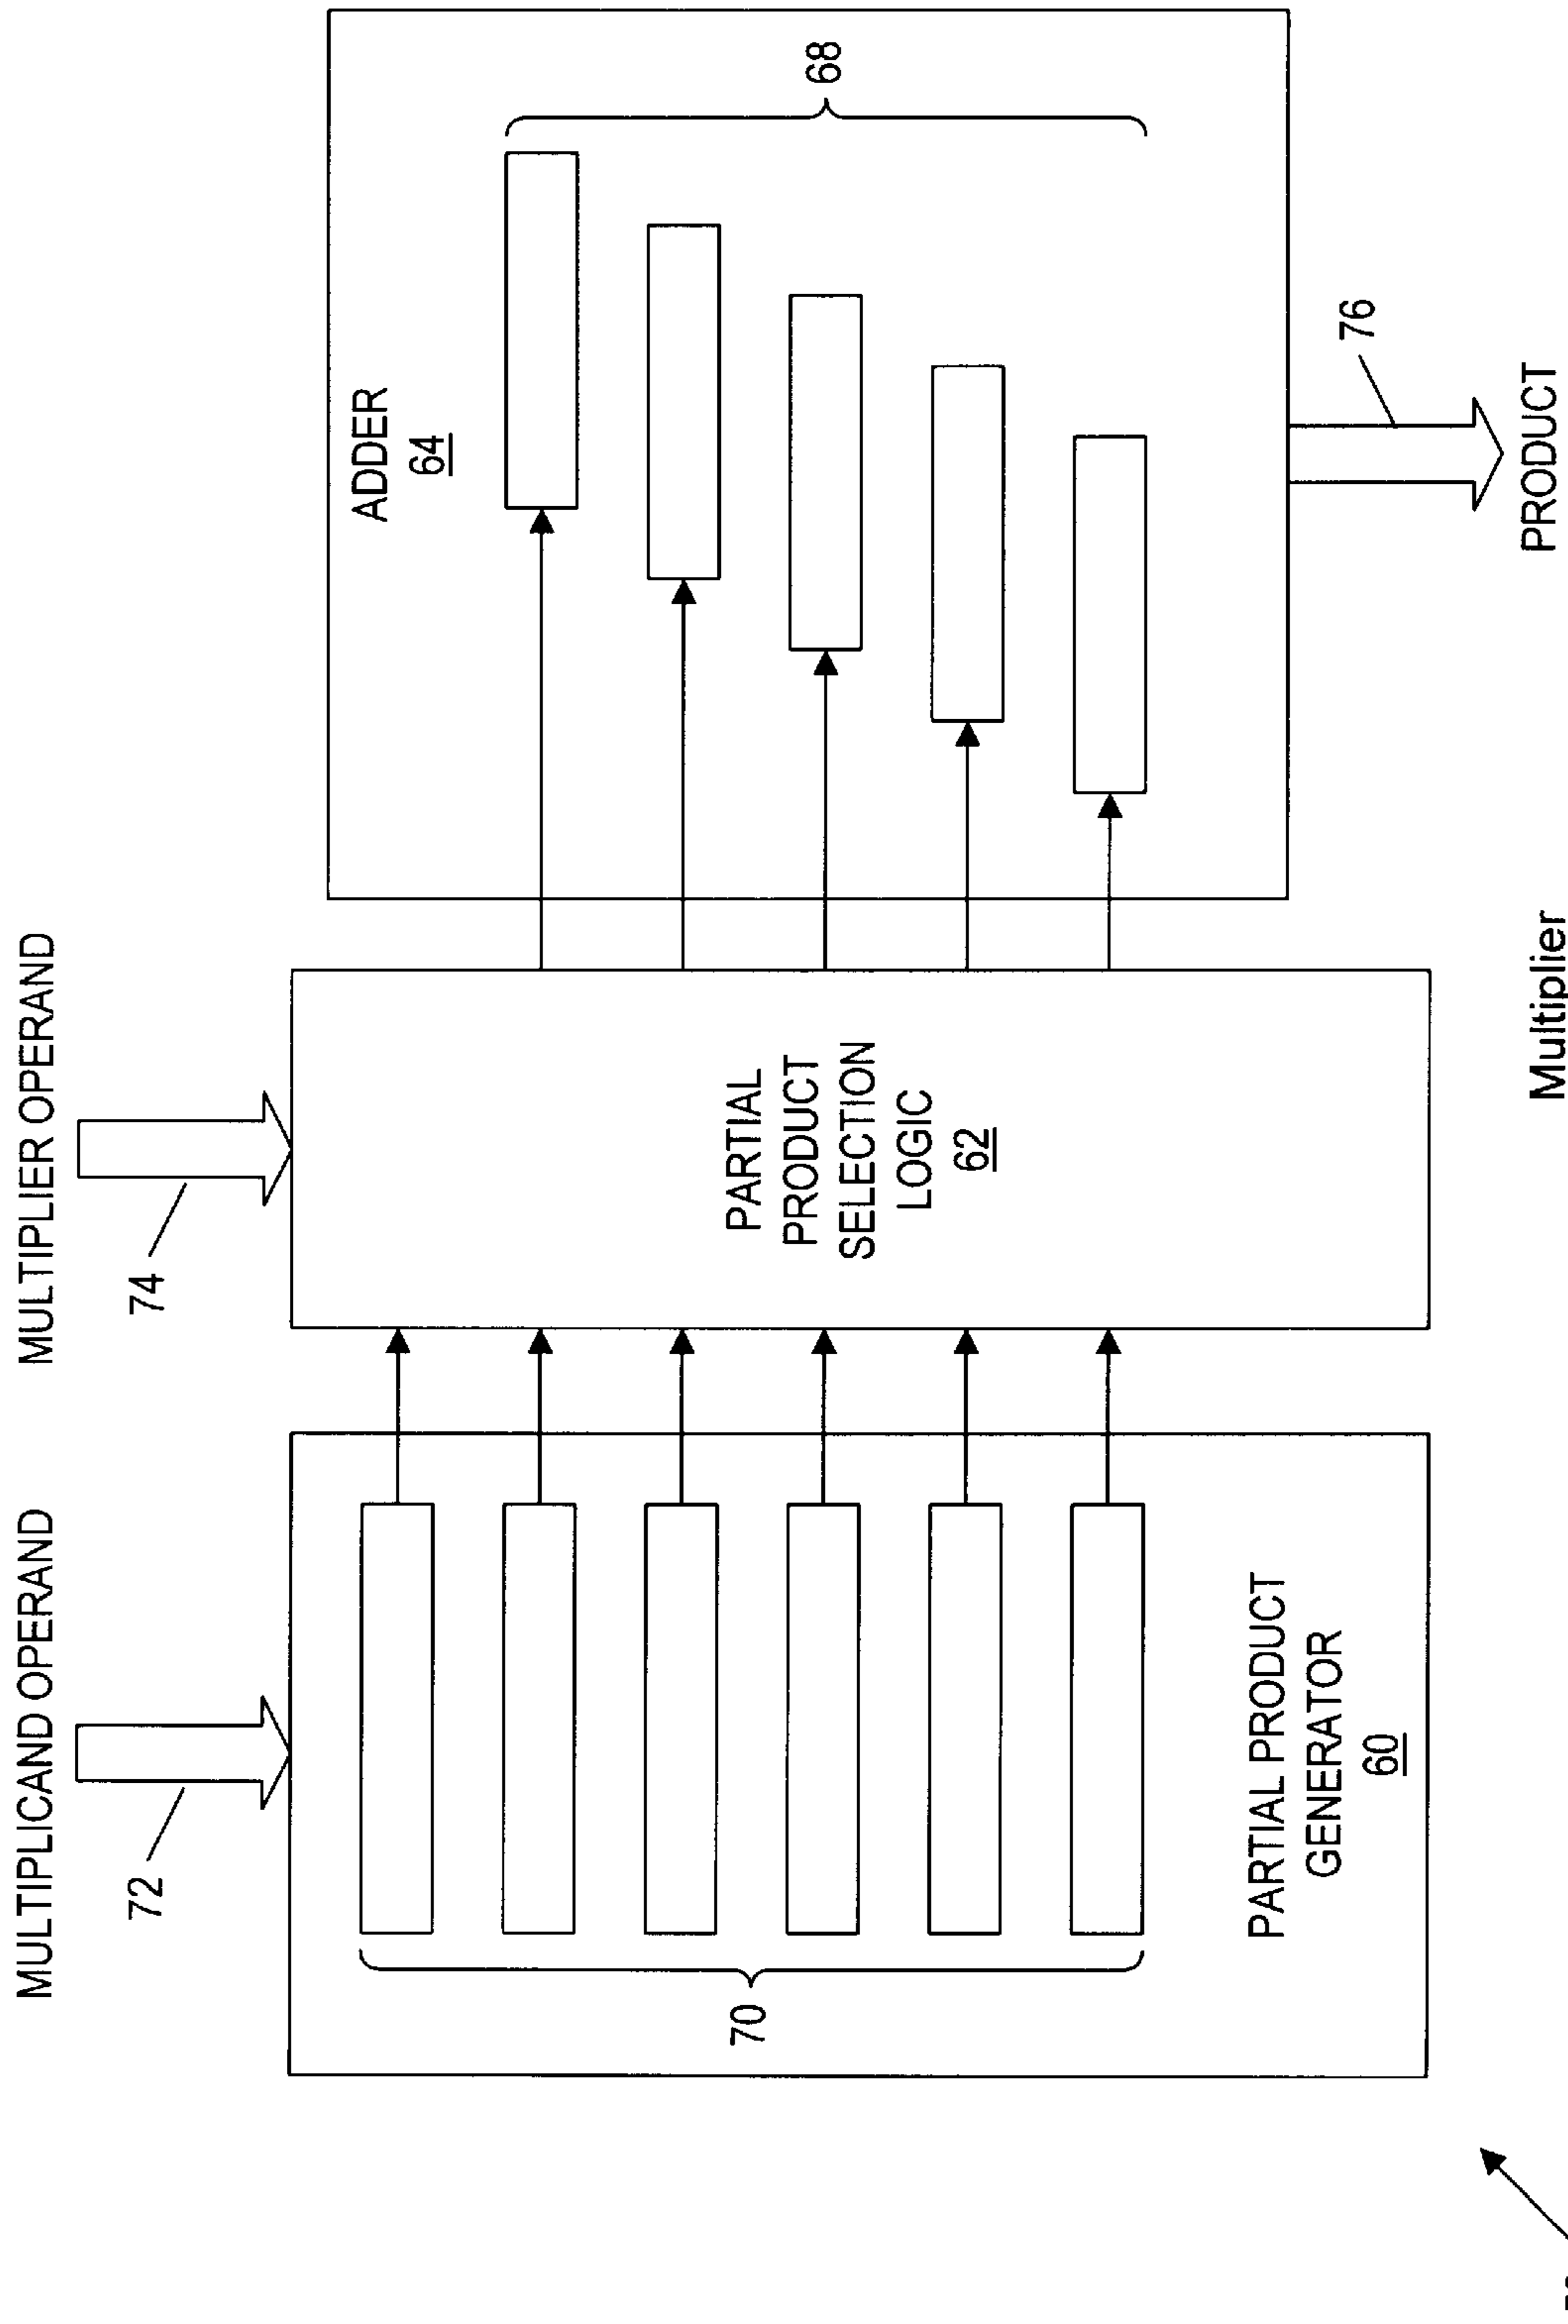 MULTIPLICAND OPERAND
72
MULTIPLIER OPERAND
74
70
PARTIAL PRODUCT
GENERATOR
60
PARTIAL
PRODUCT
SELECTION
LOGIC
62
ADDER
64
68
76
PRODUCT
Multiplier